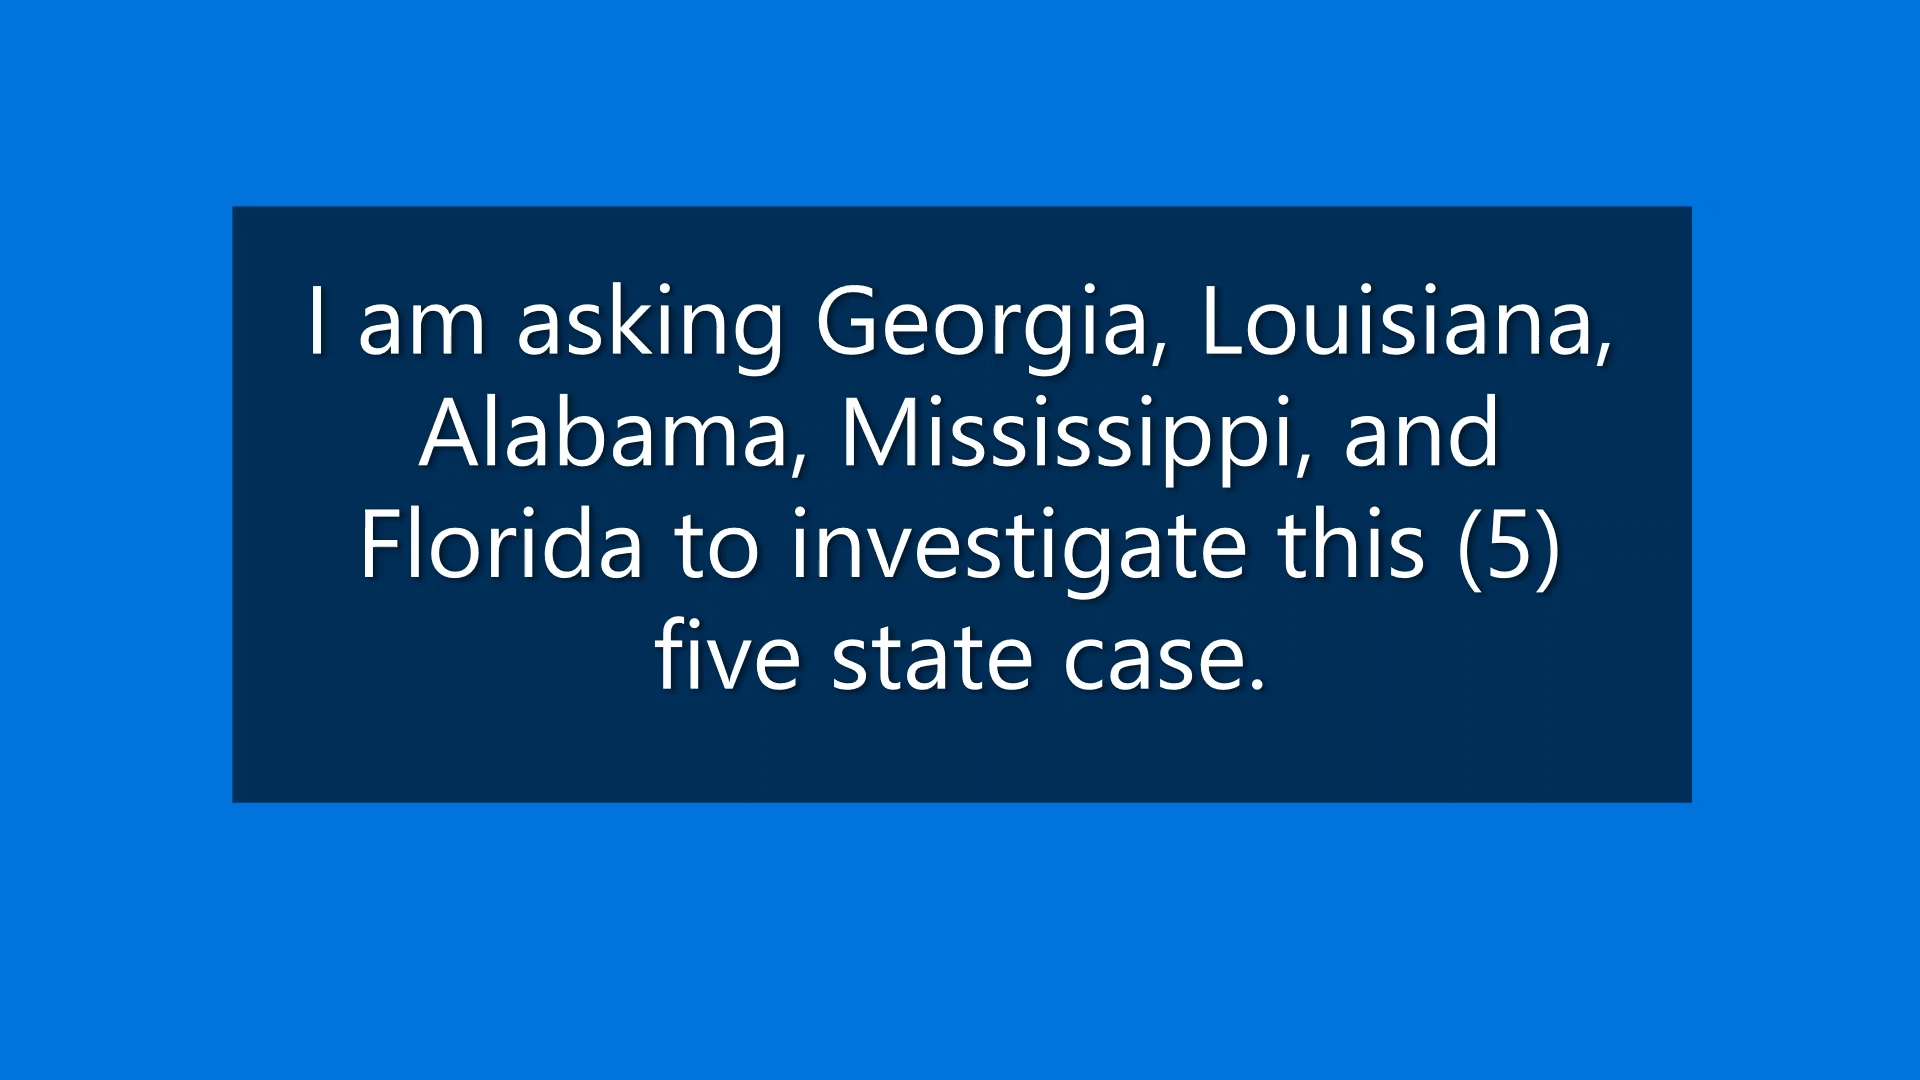 I am asking Georgia, Louisiana,
Alabama, Mississippi, and
Florida to investigate this (5)
five state case.